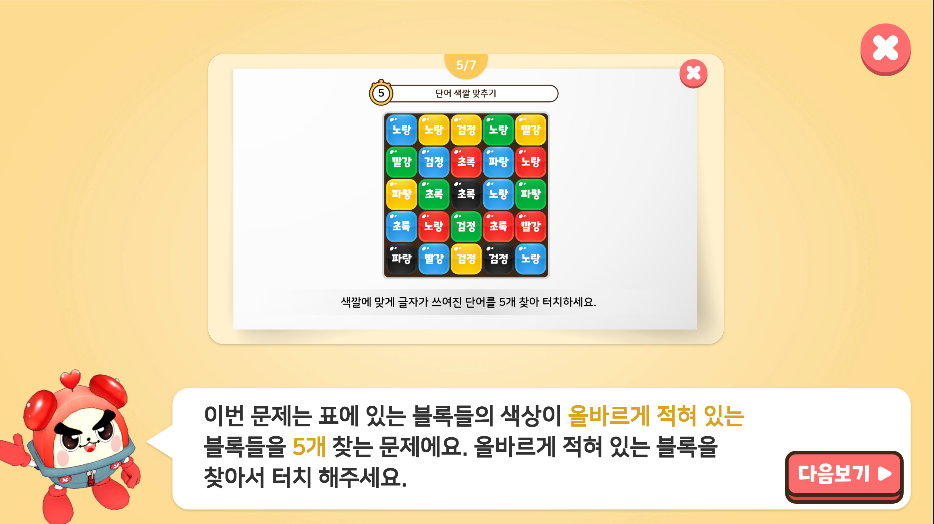 5/7
5 단어 색깔 맞추기
노랑 노랑 검정 노랑 빨강
빨강 검정 초록 파랑 노랑
파랑 초록 초록 노랑 파랑
초록 노랑 검정 초록 빨강
파랑 빨강 검정 검정 노랑
색깔에 맞게 글자가 쓰여진 단어를 5개 찾아 터치하세요.
이번 문제는 표에 있는 블록들의 색상이 올바르게 적혀 있는
블록들을 5개 찾는 문제에요. 올바르게 적혀 있는 블록을
찾아서 터치 해주세요.
다음보기